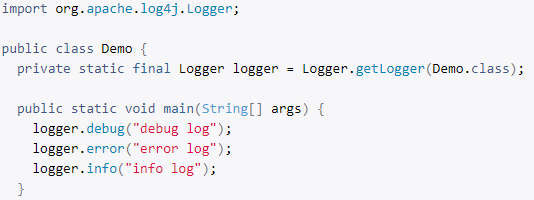 import org.apache.log4j.Logger;
public class Demo {
  private static final Logger logger = Logger.getLogger(Demo.class);
  public static void main(String[] args) {
    logger.debug("debug log");
    logger.error("error log");
    logger.info("info log");
  }